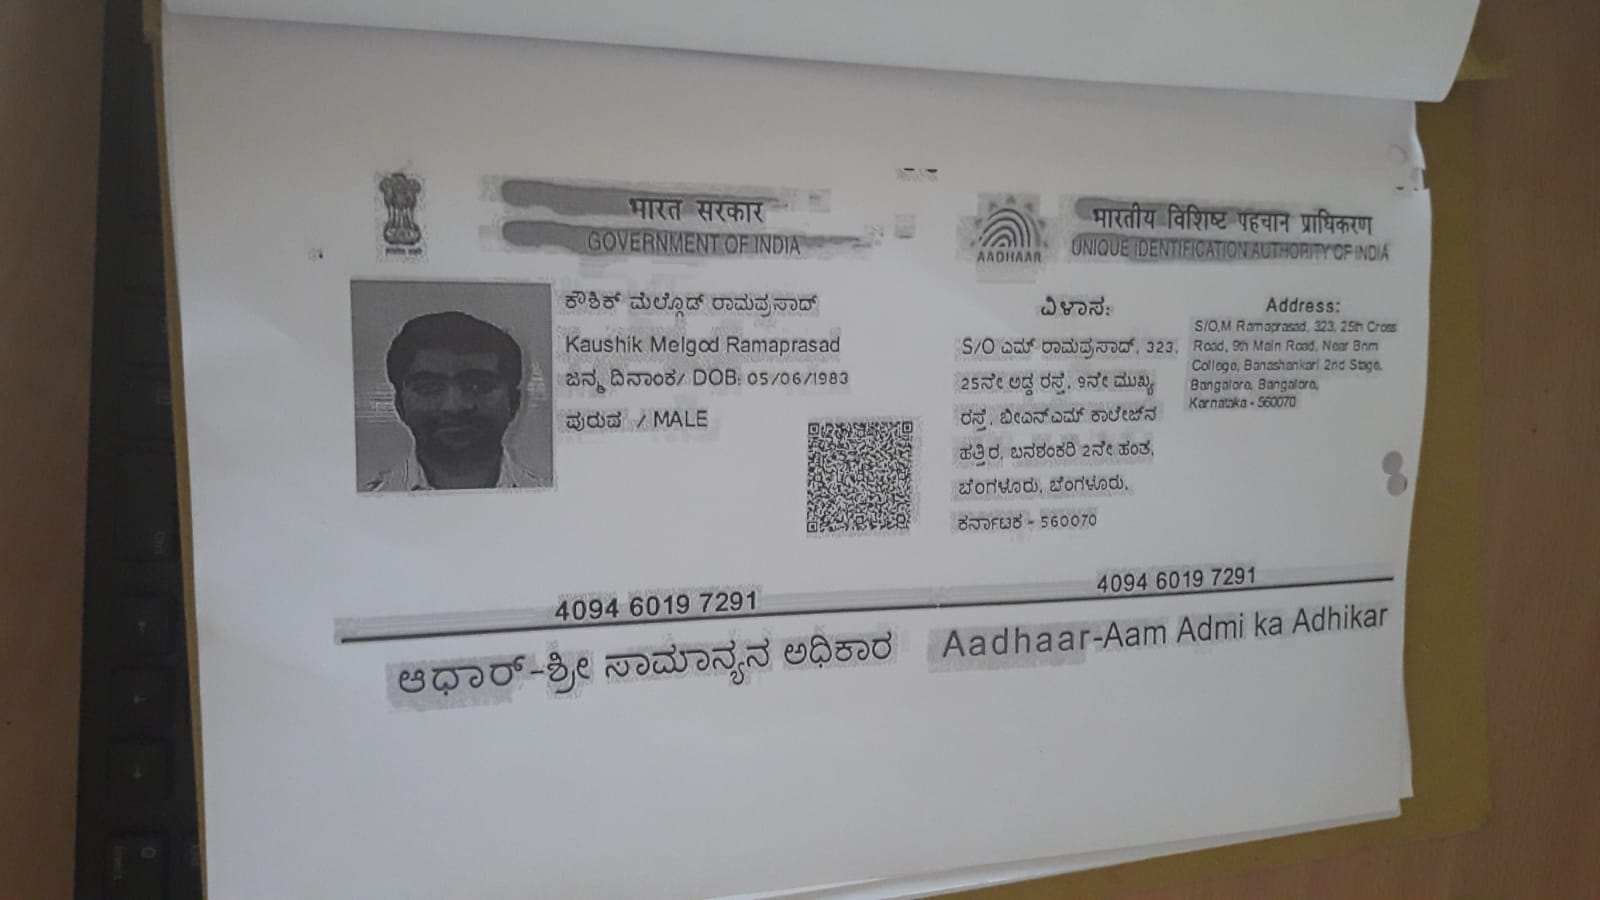 भारत सरकार
GOVERNMENT OF INDIA
ಕೌಶಿಕ್ ಮೆಲ್ಗೊಡ್ ರಾಮಪ್ರಸಾದ್
Kaushik Melgod Ramaprasad
ಜನ್ಮ ದಿನಾಂಕ/ DOB: 05/06/1983
ಪುರುಷ / MALE
4094 6019 7291
ಆಧಾರ್-ಶ್ರೀ ಸಾಮಾನ್ಯನ ಅಧಿಕಾರ
AADHAAR
भारतीय विशिष्ट पहचान प्राधिकरण
UNIQUE IDENTIFICATION AUTHORITY OF INDIA
ವಿಳಾಸ:
S/O ಎಮ್ ರಾಮಪ್ರಸಾದ್, 323,
25ನೇ ಅಡ್ಡ ರಸ್ತೆ, 9ನೇ ಮುಖ್ಯ
ರಸ್ತೆ, ಬೀಎನ್ಎಮ್ ಕಾಲೇಜ್‌ನ
ಹತ್ತಿರ, ಬನಶಂಕರಿ 2ನೇ ಹಂತ,
ಬೆಂಗಳೂರು, ಬೆಂಗಳೂರು,
ಕರ್ನಾಟಕ - 560070
Address:
S/O,M Ramaprasad, 323, 25th Cross
Road, 9th Main Road, Near Bnm
College, Banashankari 2nd Stage,
Bangalore, Bangalore,
Karnataka - 560070
4094 6019 7291
Aadhaar-Aam Admi ka Adhikar